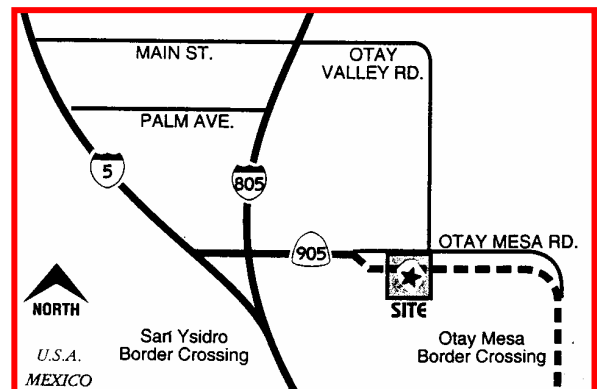 MAIN ST.
OTAY
VALLEY RD.
PALM AVE.
5
805
905
OTAY MESA RD.
NORTH
SITE
San Ysidro
Border Crossing
Otay Mesa
Border Crossing
U.S.A.
MEXICO